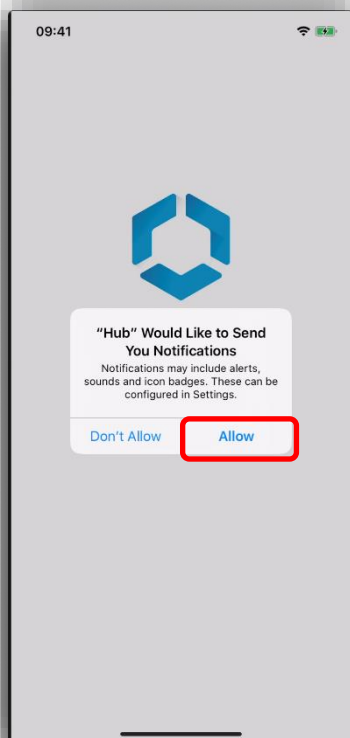 09:41
“Hub” Would Like to Send
You Notifications
Notifications may include alerts,
sounds and icon badges. These can be
configured in Settings.
Don’t Allow
Allow